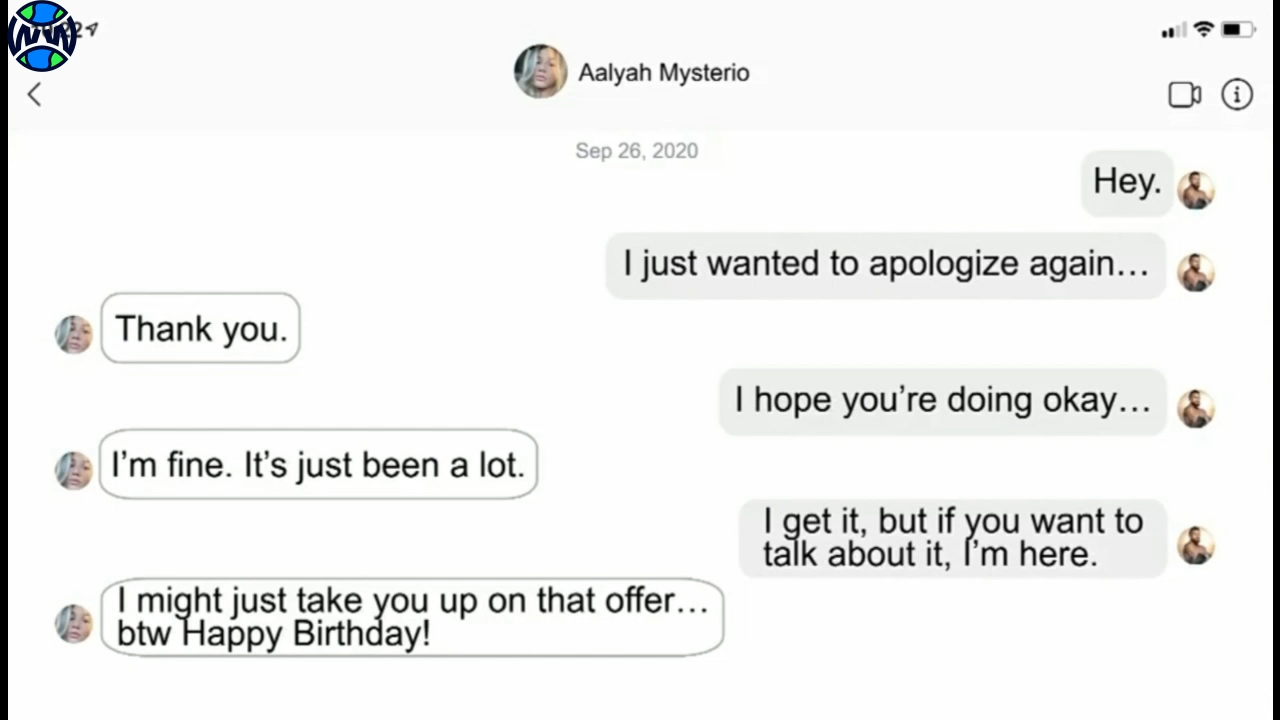 Aalyah Mysterio
Sep 26, 2020
Hey.
I just wanted to apologize again…
Thank you.
I hope you’re doing okay…
I’m fine. It’s just been a lot.
I get it, but if you want to
talk about it, I’m here.
I might just take you up on that offer…
btw Happy Birthday!